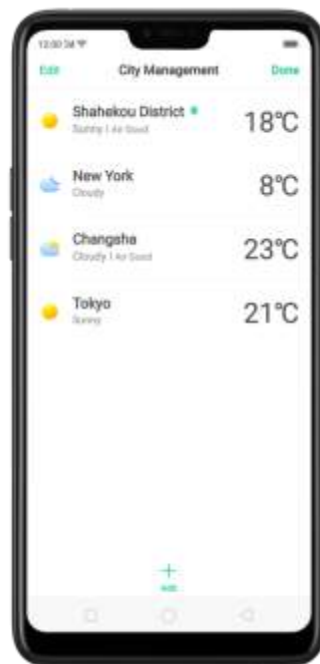 Edit City Management Done
Shahekou District
18°C
Sunny | Air Good
New York
8°C
Cloudy
Changsha
23°C
Cloudy | Air Good
Tokyo
21°C
Sunny
Add